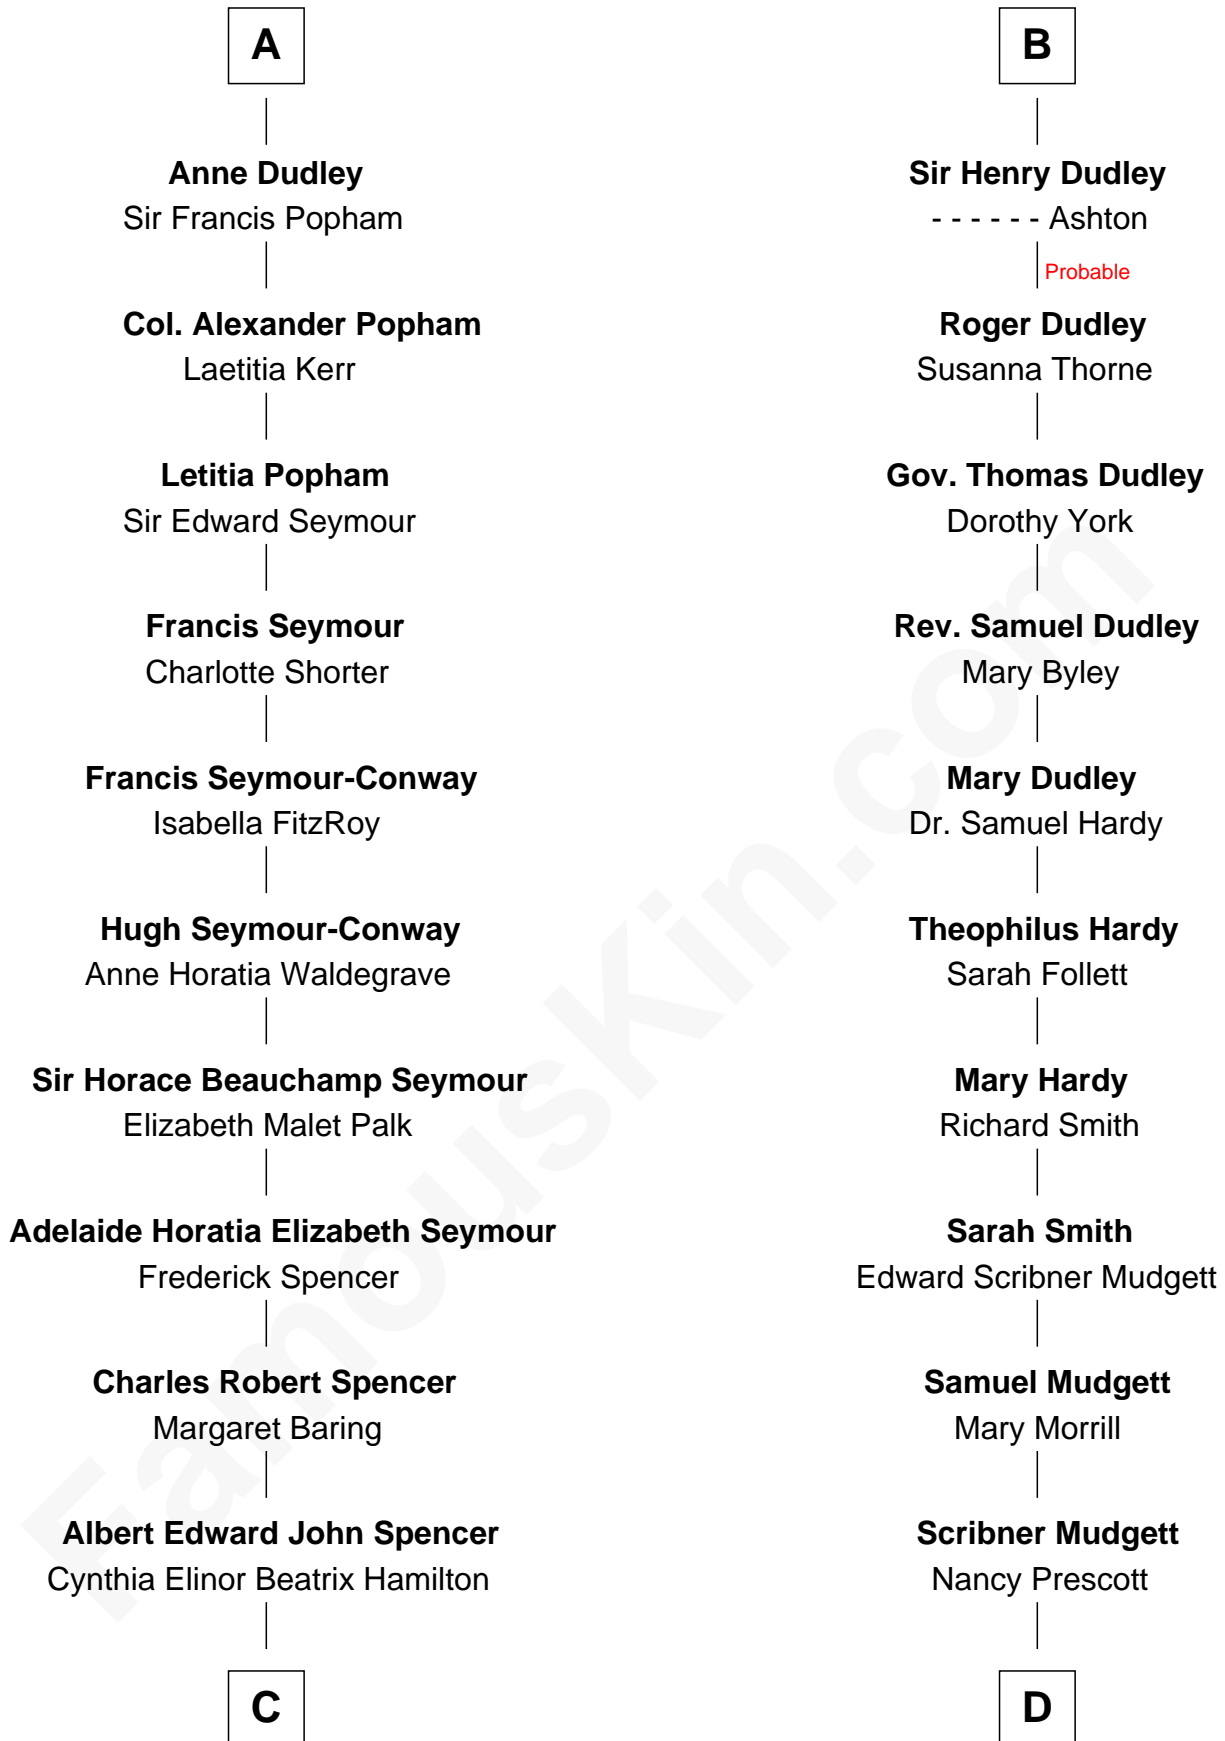 A
Anne Dudley
Sir Francis Popham
Col. Alexander Popham
Laetitia Kerr
Letitia Popham
Sir Edward Seymour
Francis Seymour
Charlotte Shorter
Francis Seymour-Conway
Isabella FitzRoy
Hugh Seymour-Conway
Anne Horatia Waldegrave
Sir Horace Beauchamp Seymour
Elizabeth Malet Palk
Adelaide Horatia Elizabeth Seymour
Frederick Spencer
Charles Robert Spencer
Margaret Baring
Albert Edward John Spencer
Cynthia Elinor Beatrix Hamilton
C
B
Sir Henry Dudley
- - - - - - Ashton
Probable
Roger Dudley
Susanna Thorne
Gov. Thomas Dudley
Dorothy York
Rev. Samuel Dudley
Mary Byley
Mary Dudley
Dr. Samuel Hardy
Theophilus Hardy
Sarah Follett
Mary Hardy
Richard Smith
Sarah Smith
Edward Scribner Mudgett
Samuel Mudgett
Mary Morrill
Scribner Mudgett
Nancy Prescott
D
FamousKin.com